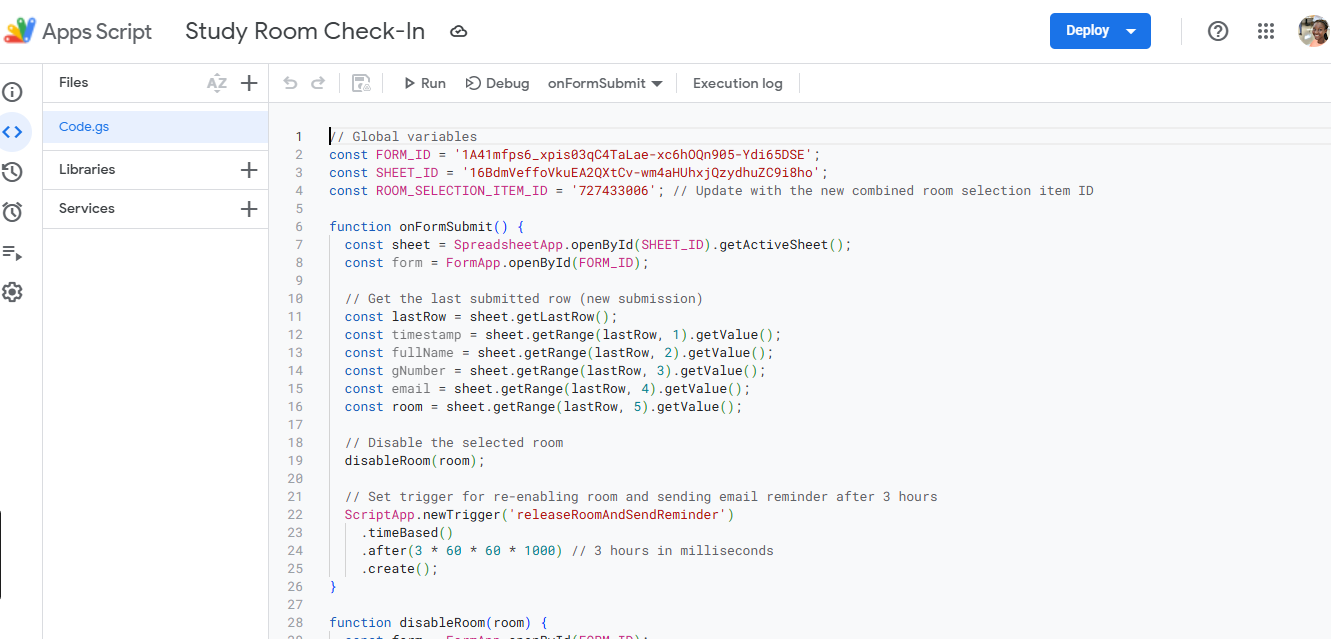 Apps Script Study Room Check-In Deploy
Files AZ Run Debug onFormSubmit Execution log
Code.gs
Libraries
Services
1 // Global variables
2 const FORM_ID = '1A41mfps6_xpis03qC4TaLae-xc6hOQn905-Ydi65DSE';
3 const SHEET_ID = '16BdmVeffoVkuEA2QXtCv-wm4aHUhxjQzydhuZC9i8ho';
4 const ROOM_SELECTION_ITEM_ID = '727433006'; // Update with the new combined room selection item ID
5
6 function onFormSubmit() {
7 const sheet = SpreadsheetApp.openById(SHEET_ID).getActiveSheet();
8 const form = FormApp.openById(FORM_ID);
9
10 // Get the last submitted row (new submission)
11 const lastRow = sheet.getLastRow();
12 const timestamp = sheet.getRange(lastRow, 1).getValue();
13 const fullName = sheet.getRange(lastRow, 2).getValue();
14 const gNumber = sheet.getRange(lastRow, 3).getValue();
15 const email = sheet.getRange(lastRow, 4).getValue();
16 const room = sheet.getRange(lastRow, 5).getValue();
17
18 // Disable the selected room
19 disableRoom(room);
20
21 // Set trigger for re-enabling room and sending email reminder after 3 hours
22 ScriptApp.newTrigger('releaseRoomAndSendReminder')
23 .timeBased()
24 .after(3 * 60 * 60 * 1000) // 3 hours in milliseconds
25 .create();
26 }
27
28 function disableRoom(room) {
29 const form = FormApp.openById(FORM_ID);